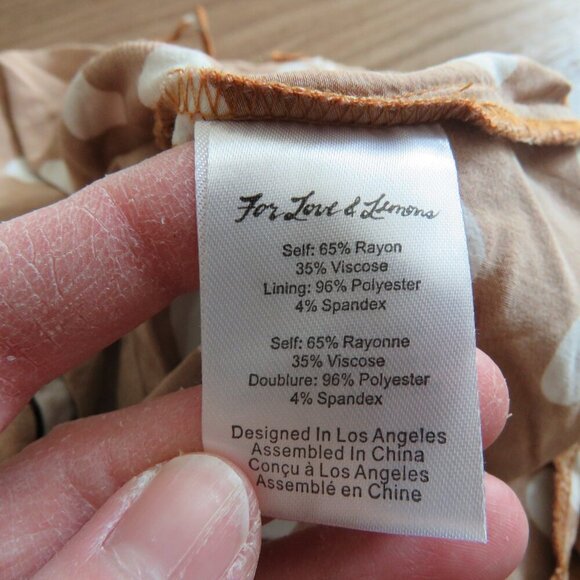 For Love & Lemons
Self: 65% Rayon
35% Viscose
Lining: 96% Polyester
4% Spandex
Self: 65% Rayonne
35% Viscose
Doublure: 96% Polyester
4% Spandex
Designed In Los Angeles
Assembled In China
Conçu à Los Angeles
Assemblé en Chine